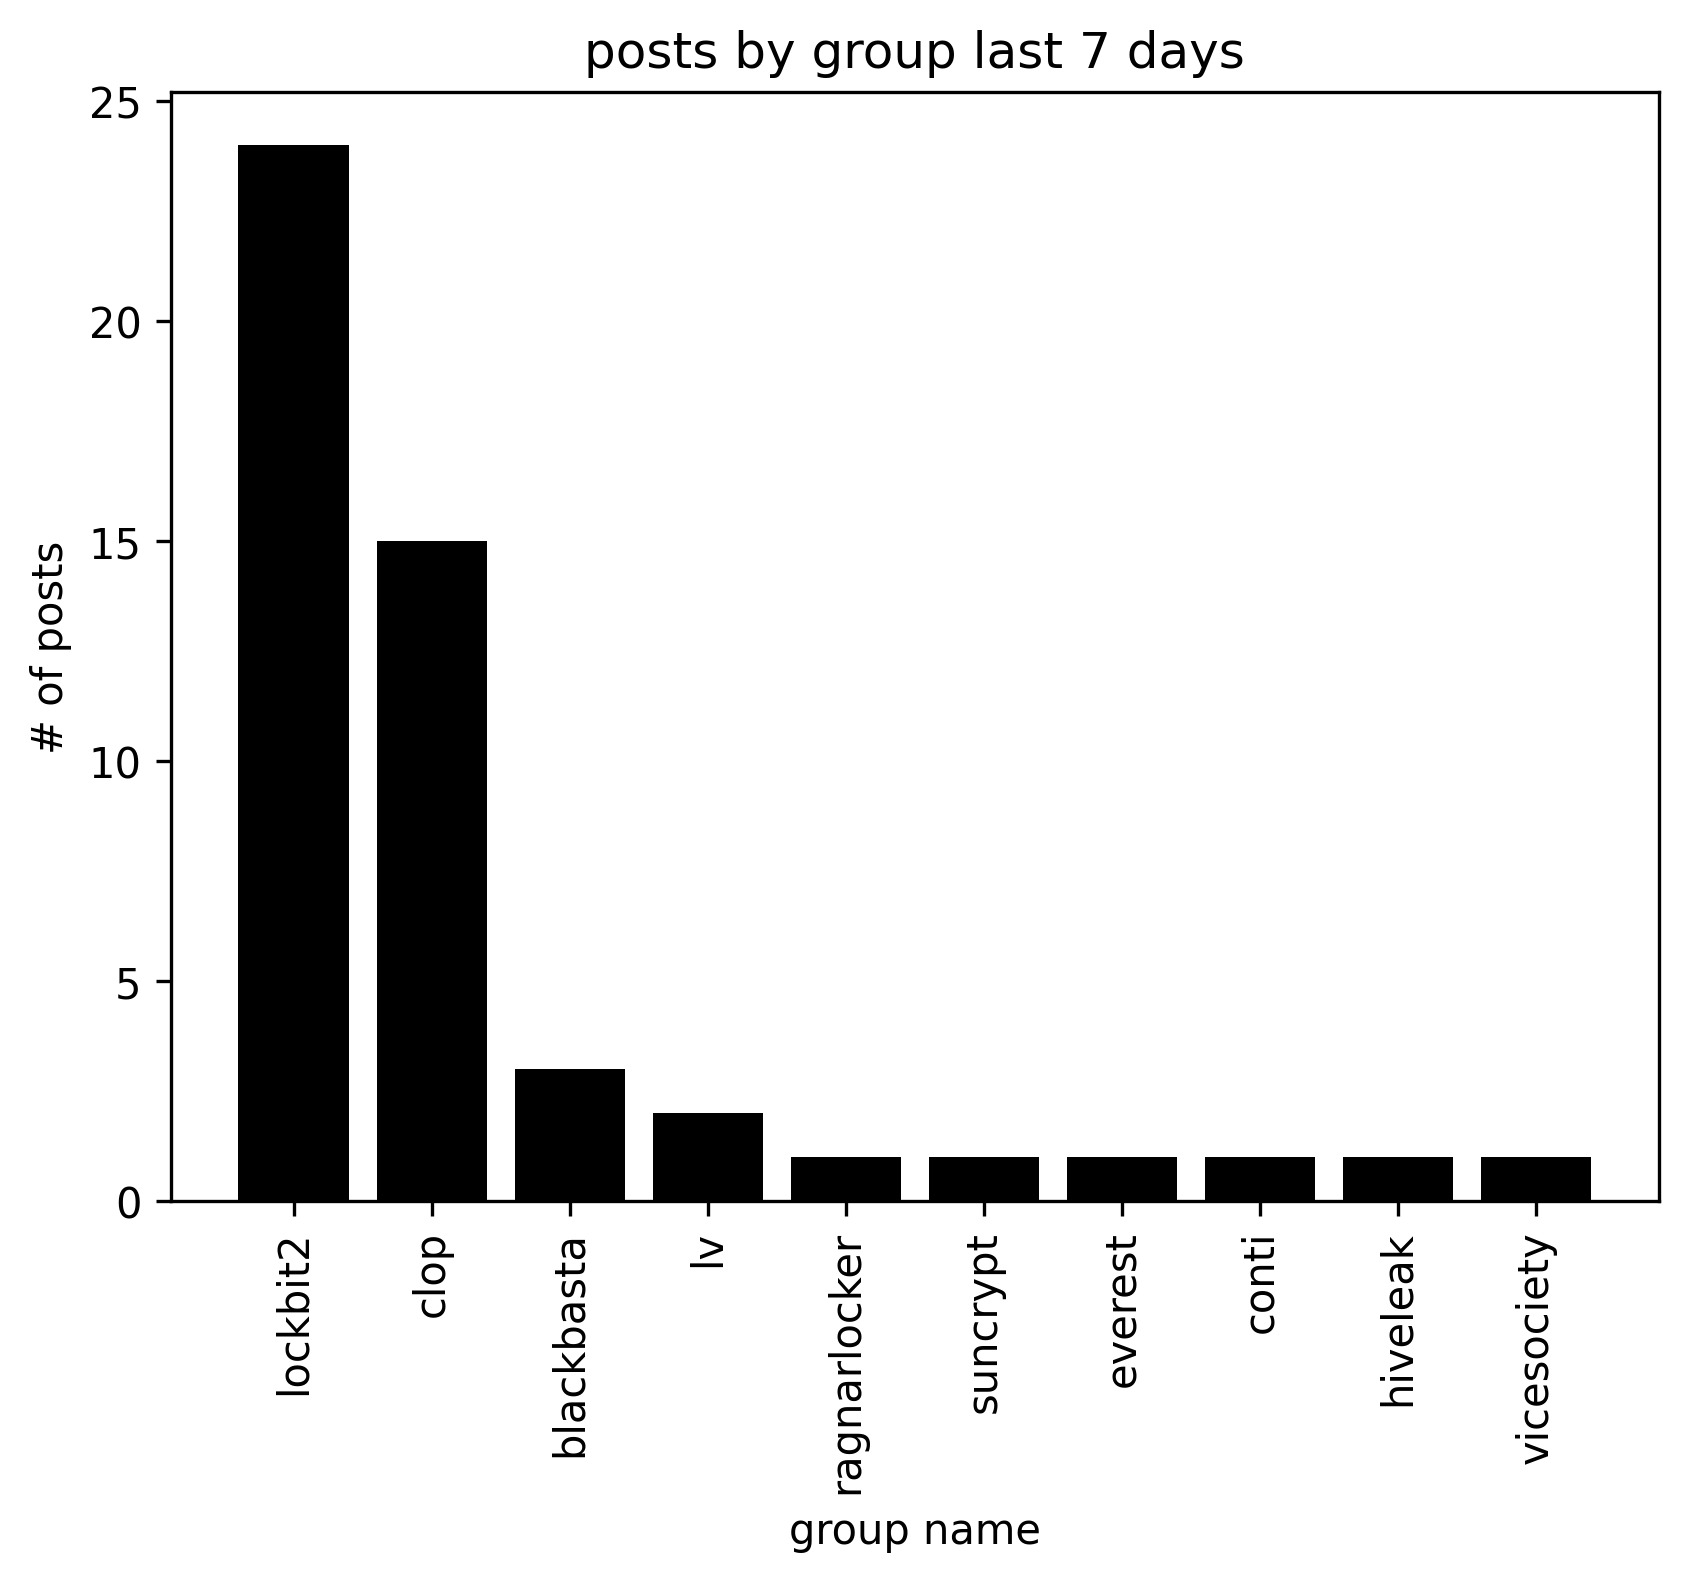 posts by group last 7 days
25
20
15
10
5
0
# of posts
lockbit2
clop
blackbasta
lv
ragnarlocker
suncrypt
everest
conti
hiveleak
vicesociety
group name